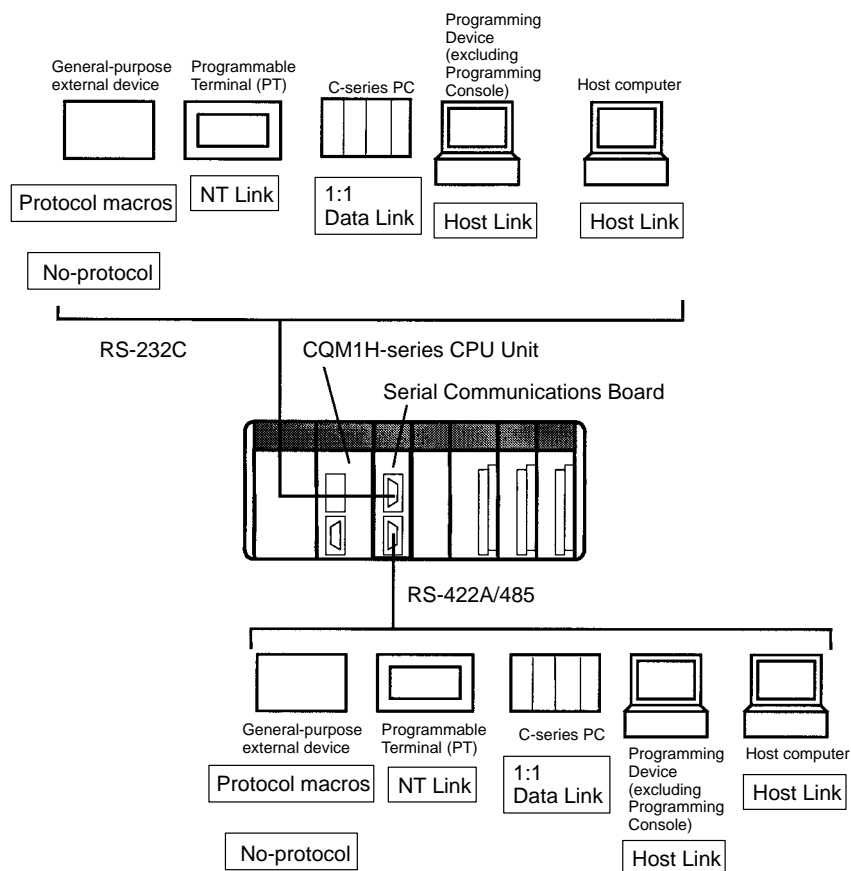 General-purpose
external device
Programmable
Terminal (PT)
C-series PC
Programming
Device
(excluding
Programming
Console)
Host computer
Protocol macros
NT Link
1:1
Data Link
Host Link
Host Link
No-protocol
RS-232C
CQM1H-series CPU Unit
Serial Communications Board
RS-422A/485
General-purpose
external device
Programmable
Terminal (PT)
C-series PC
Programming
Device
(excluding
Programming
Console)
Host computer
Protocol macros
NT Link
1:1
Data Link
Host Link
Host Link
No-protocol